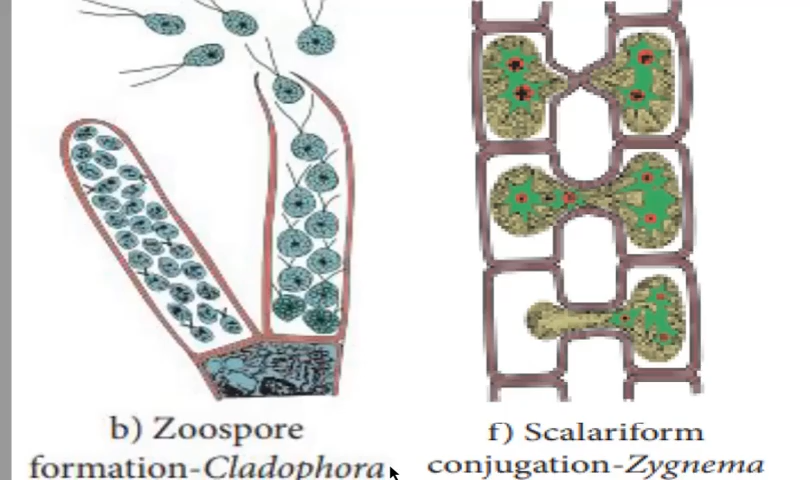 b) Zoospore
formation-Cladophora
f) Scalariform
conjugation-Zygnema